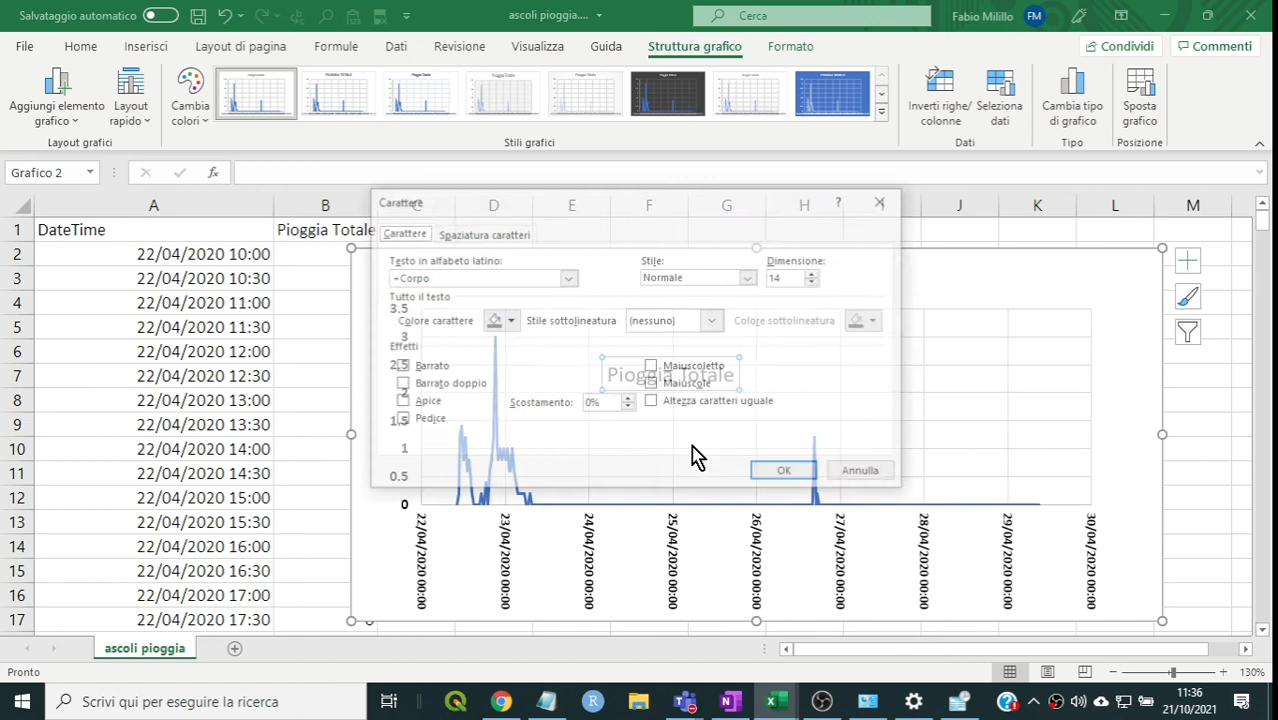 Salvataggio automatico
ascoli pioggia....
Cerca
Fabio Milillo
FM
File
Home
Inserisci
Layout di pagina
Formule
Dati
Revisione
Visualizza
Guida
Struttura grafico
Formato
Condividi
Commenti
Aggiungi elemento grafico
Layout rapido
Cambia colori
Inverti righe/ colonne
Seleziona dati
Cambia tipo di grafico
Sposta grafico
Layout grafici
Stili grafici
Dati
Tipo
Posizione
Grafico 2
fx
A B C D E F G H I J K L M
1 DateTime Pioggia Totale
2 22/04/2020 10:00
3 22/04/2020 10:30
4 22/04/2020 11:00
5 22/04/2020 11:30
6 22/04/2020 12:00
7 22/04/2020 12:30
8 22/04/2020 13:00
9 22/04/2020 13:30
10 22/04/2020 14:00
11 22/04/2020 14:30
12 22/04/2020 15:00
13 22/04/2020 15:30
14 22/04/2020 16:00
15 22/04/2020 16:30
16 22/04/2020 17:00
17 22/04/2020 17:30
Carattere
?
Carattere
Spaziatura caratteri
Testo in alfabeto latino:
Stile:
Dimensione:
+Corpo
Normale
14
Tutto il testo
Colore carattere
Stile sottolineatura
(nessuno)
Colore sottolineatura
Effetti
Barrato
Barrato doppio
Apice
Pedice
Scostamento:
0%
Maiuscoletto
Maiuscole
Altezza caratteri uguale
OK
Annulla
Pioggia Totale
3.5
3
2.5
2
1.5
1
0.5
0
22/04/2020 00:00
23/04/2020 00:00
24/04/2020 00:00
25/04/2020 00:00
26/04/2020 00:00
27/04/2020 00:00
28/04/2020 00:00
29/04/2020 00:00
30/04/2020 00:00
ascoli pioggia
Pronto
130%
Scrivi qui per eseguire la ricerca
11:36
21/10/2021